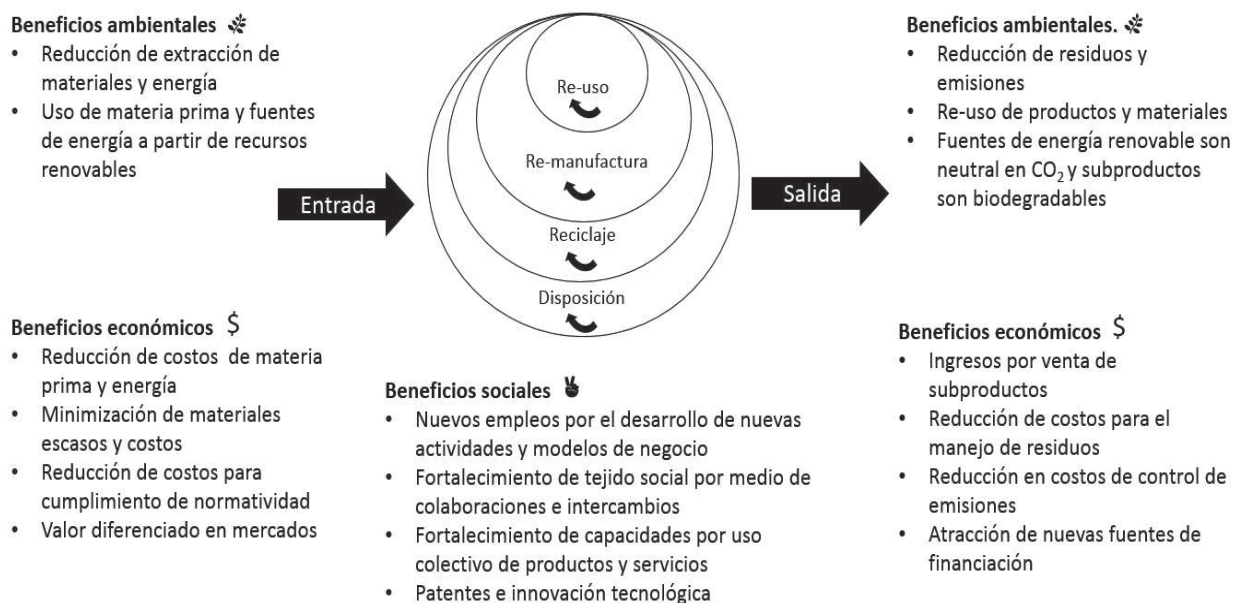 Beneficios ambientales
• Reducción de extracción de
materiales y energía
• Uso de materia prima y fuentes
de energía a partir de recursos
renovables
Entrada
Beneficios económicos $
• Reducción de costos de materia
prima y energía
• Minimización de materiales
escasos y costos
• Reducción de costos para
cumplimiento de normatividad
• Valor diferenciado en mercados
Re-uso
Re-manufactura
Reciclaje
Disposición
Beneficios sociales
• Nuevos empleos por el desarrollo de nuevas
actividades y modelos de negocio
• Fortalecimiento de tejido social por medio de
colaboraciones e intercambios
• Fortalecimiento de capacidades por uso
colectivo de productos y servicios
• Patentes e innovación tecnológica
Beneficios ambientales.
• Reducción de residuos y
emisiones
• Re-uso de productos y materiales
• Fuentes de energía renovable son
neutral en CO₂ y subproductos
son biodegradables
Salida
Beneficios económicos $
• Ingresos por venta de
subproductos
• Reducción de costos para el
manejo de residuos
• Reducción en costos de control de
emisiones
• Atracción de nuevas fuentes de
financiación